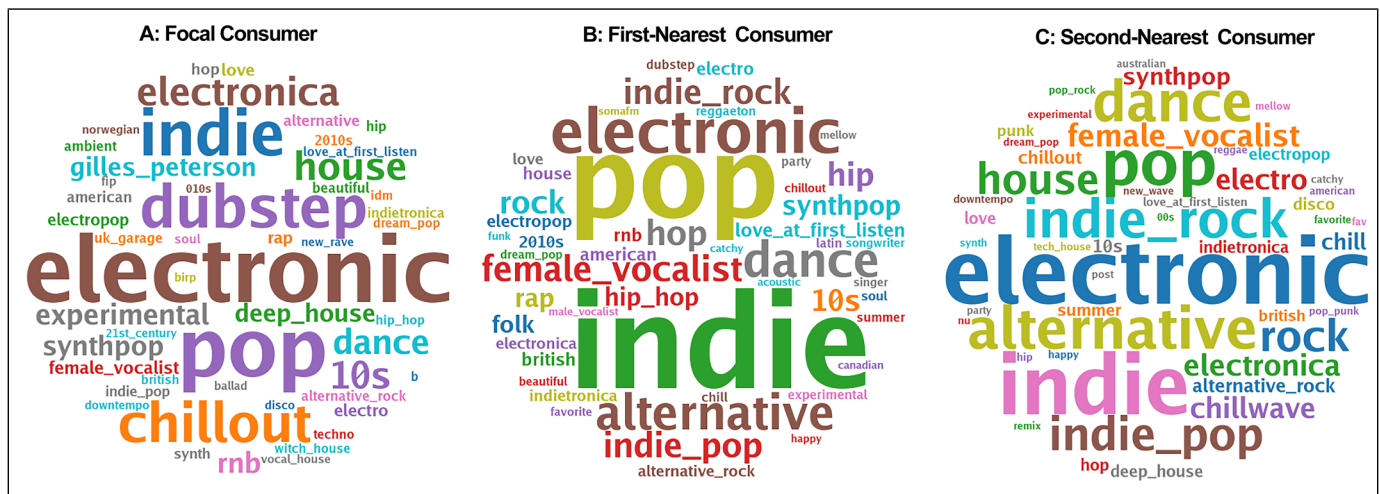 A: Focal Consumer
hop love
electronica
indie
alternative
norwegian
hip
2010s
ambient
love_at_first_listen
gilles_peterson
house
fip
010s
beautiful
idm
american
dubstep
indietronica
electropop
dream_pop
uk_garage
soul
rap
new_rave
electronic
birp
experimental
deep_house
hip_hop
21st_century
synthpop
pop
dance
female_vocalist
10s
b
british
ballad
indie_pop
alternative_rock
downtempo
disco
electro
chillout
techno
witch_house
synth
rnb
vocal_house
B: First-Nearest Consumer
dubstep
electro
indie_rock
somafm
reggaeton
electronic
mellow
love
party
house
pop
hip
chillout
rock
synthpop
electropop
funk
2010s
rnb
hop
love_at_first_listen
dream_pop
american
catchy
latin
songwriter
female_vocalist
dance
acoustic
singer
rap
hip_hop
10s
soul
male_vocalist
summer
folk
indie
electronica
british
canadian
beautiful
indietronica
chill
experimental
favorite
alternative
happy
indie_pop
alternative_rock
C: Second-Nearest Consumer
australian
synthpop
pop_rock
dance
mellow
experimental
punk
female_vocalist
dream_pop
chillout
pop
reggae
electropop
house
electro
catchy
new_wave
american
downtempo
love_at_first_listen
disco
love
indie_rock
00s
favorite
fav
synth
tech_house
10s
indietronica
chill
electronic
post
party
summer
british
pop_punk
nu
alternative
rock
hip
happy
electronica
indie
alternative_rock
chillwave
remix
indie_pop
hop
deep_house